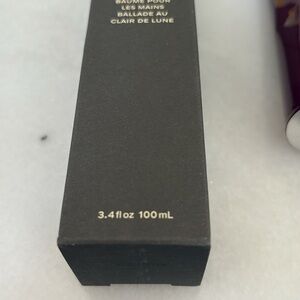 BAUME POUR
LES MAINS
BALLADE AU
CLAIR DE LUNE
3.4 fl oz 100 mL